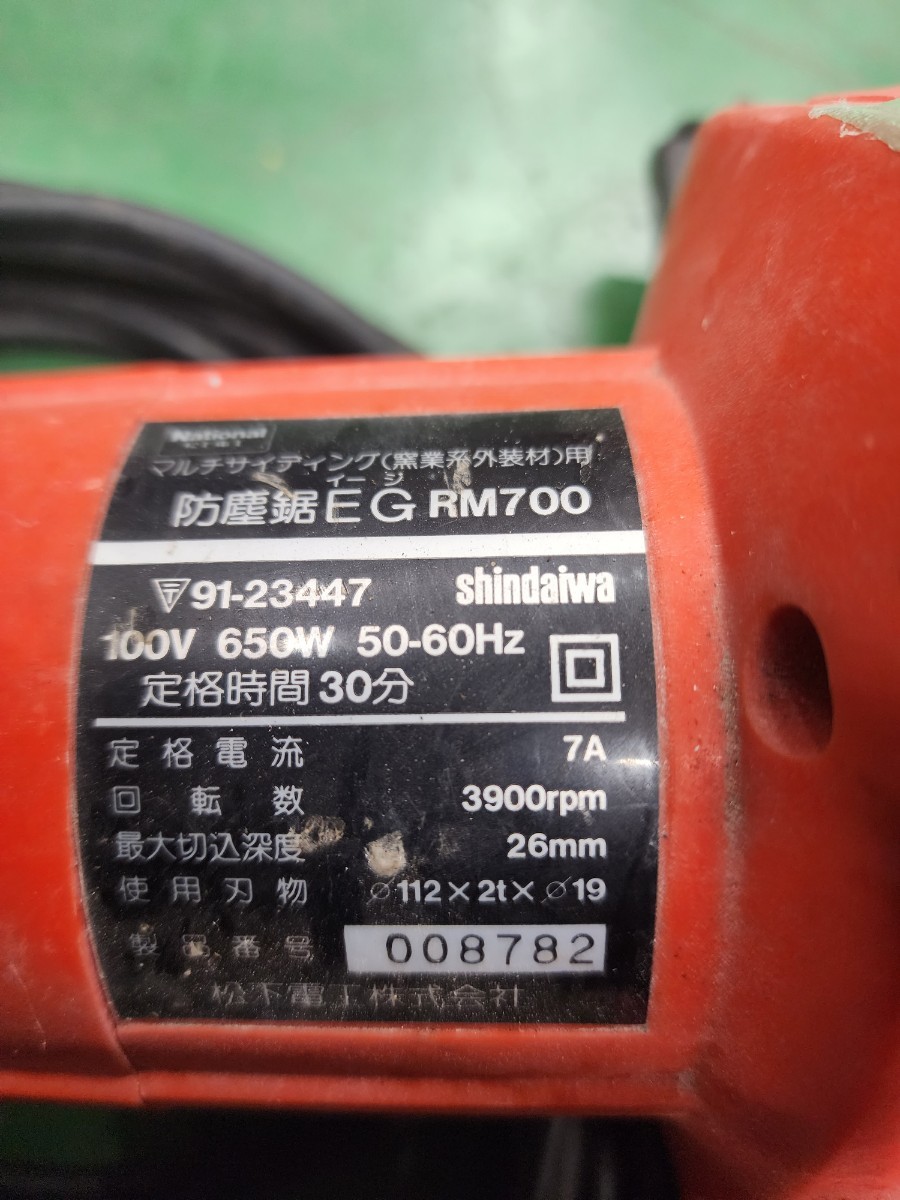 National
マルチサイディング(窯業系外装材)用
イージ
防塵鋸EG RM700
〒91-23447 shindaiwa
100V 650W 50-60Hz
定格時間30分
定格電流 7A
回転数 3900rpm
最大切込深度 26mm
使用刃物 ⌀112×2t×⌀19
製品番号 008782
松下電工株式会社